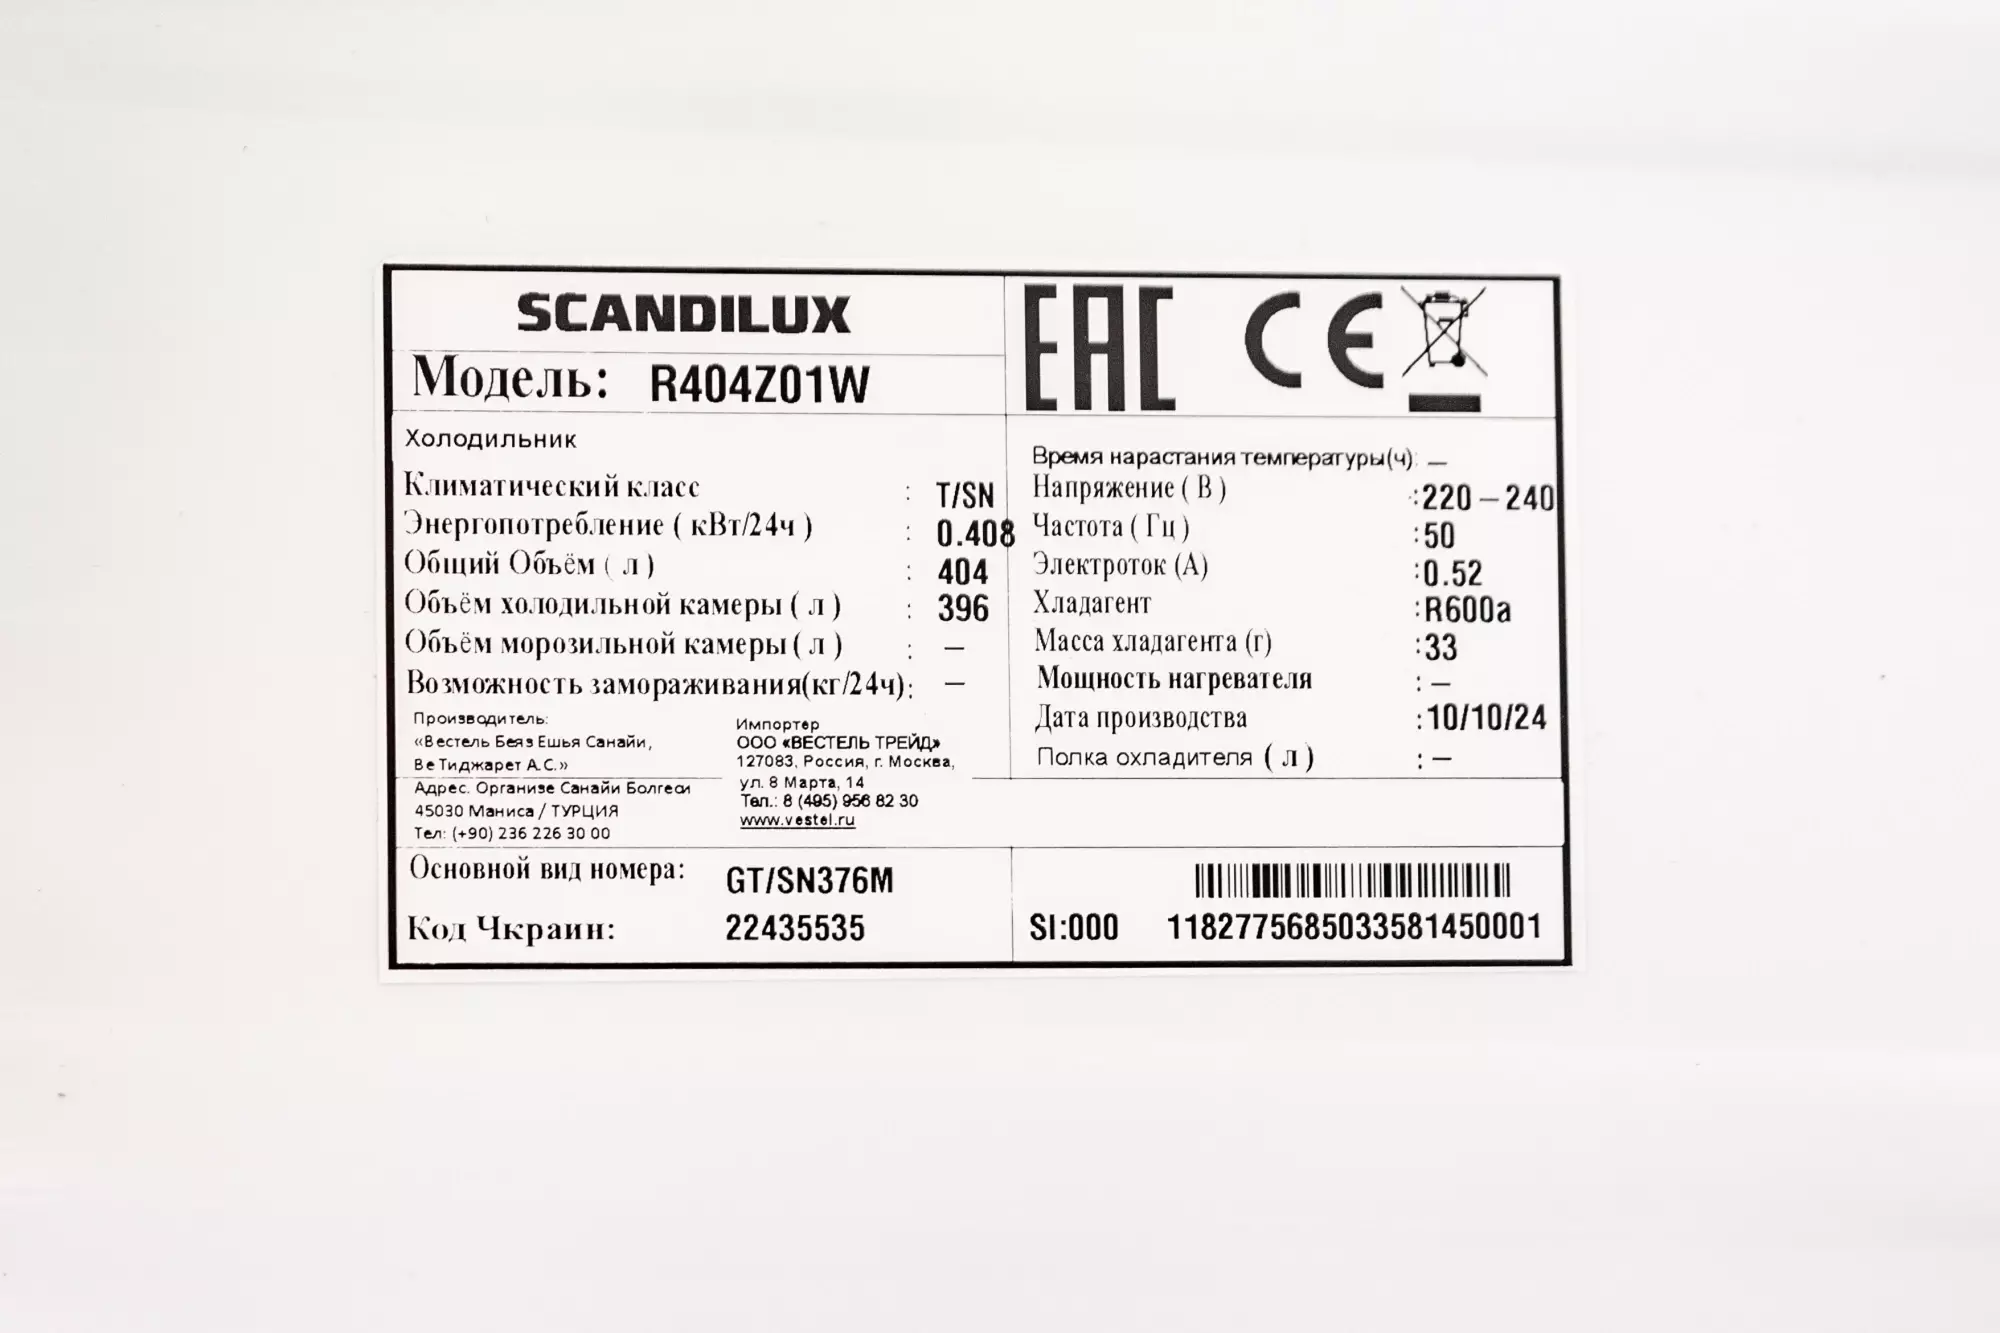 SCANDILUX
EAC CE
Модель: R404Z01W
Холодильник
Климатический класс : T/SN
Энергопотребление ( кВт/24ч ) : 0.408
Общий Объём ( л ) : 404
Объём холодильной камеры ( л ) : 396
Объём морозильной камеры ( л ) : —
Возможность замораживания(кг/24ч): —
Время нарастания температуры(ч): —
Напряжение ( В ) :220 – 240
Частота ( Гц ) :50
Электроток (А) :0.52
Хладагент :R600a
Масса хладагента (г) :33
Мощность нагревателя : —
Дата производства :10/10/24
Полка охладителя ( л ) : —
Производитель:
«Вестель Беяз Ешья Санайи,
Ве Тиджарет А.С.»
Адрес. Организе Санайи Болгеси
45030 Маниса / ТУРЦИЯ
Тел: (+90) 236 226 30 00
Импортер
ООО «ВЕСТЕЛЬ ТРЕЙД»
127083, Россия, г. Москва,
ул. 8 Марта, 14
Тел.: 8 (495) 956 82 30
www.vestel.ru
Основной вид номера: GT/SN376M
Код Чкраин: 22435535
SI:000 1182775685033581450001